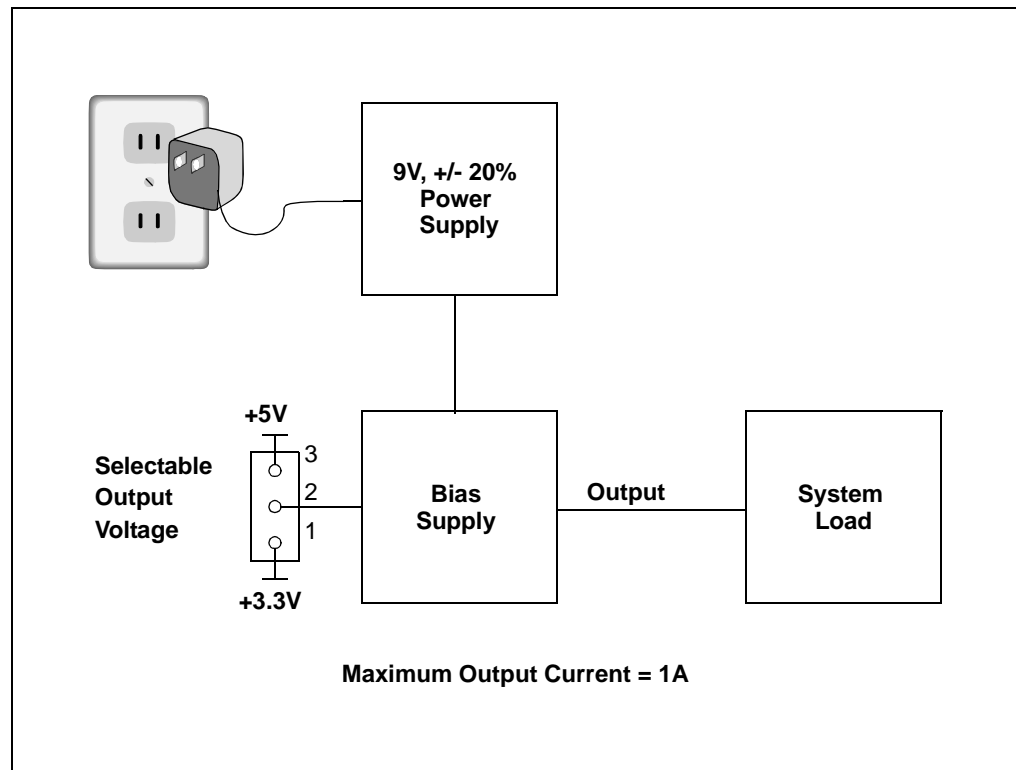 9V, +/- 20%
Power
Supply
+5V
3
Selectable
Output
Voltage
2
1
+3.3V
Bias
Supply
Output
System
Load
Maximum Output Current = 1A